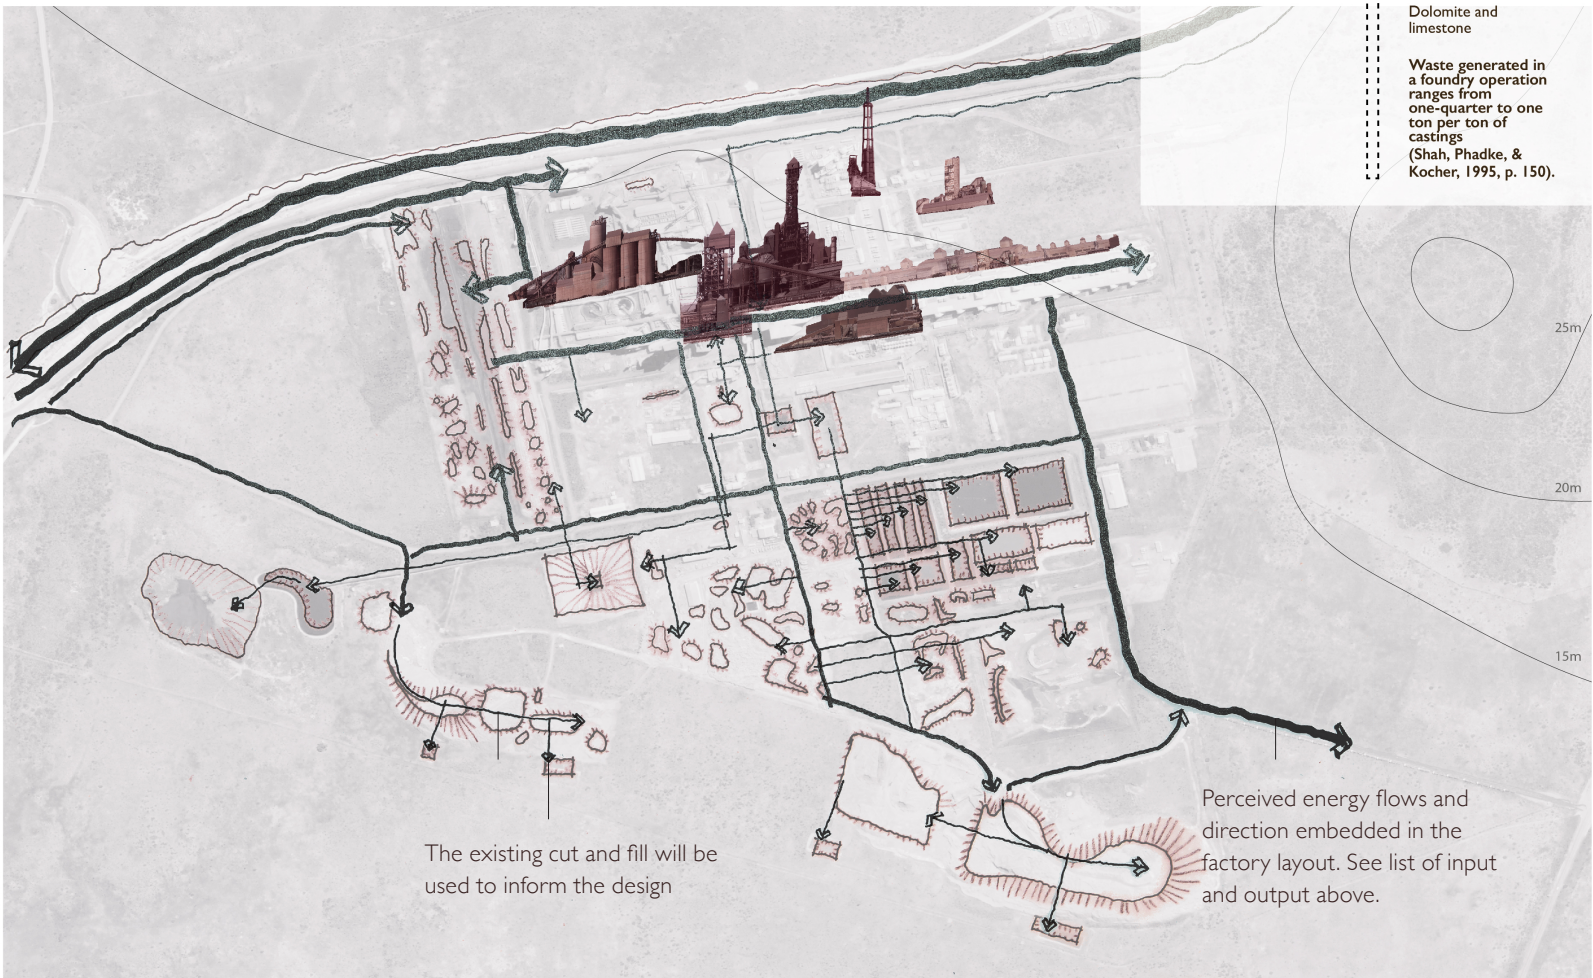 Dolomite and
limestone
Waste generated in
a foundry operation
ranges from
one-quarter to one
ton per ton of
castings
(Shah, Phadke, &
Kocher, 1995, p. 150).
25m
20m
15m
The existing cut and fill will be
used to inform the design
Perceived energy flows and
direction embedded in the
factory layout. See list of input
and output above.